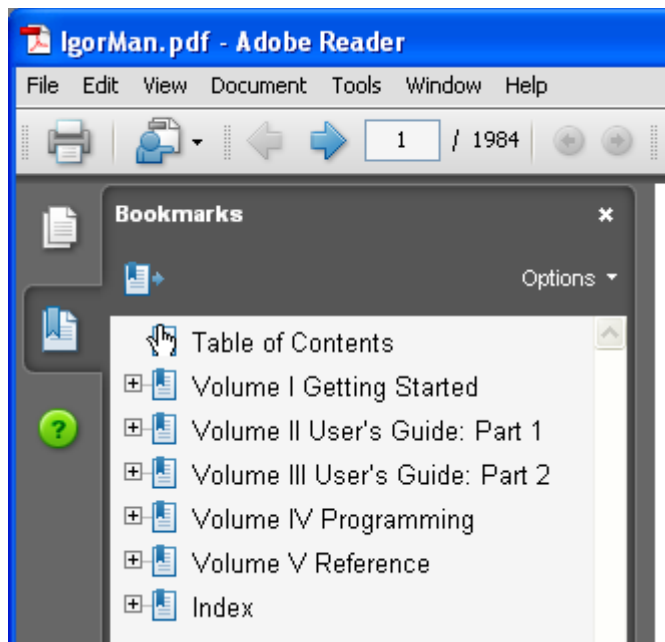 IgorMan.pdf - Adobe Reader
File Edit View Document Tools Window Help
1 / 1984
Bookmarks
Options
Table of Contents
Volume I Getting Started
Volume II User's Guide: Part 1
Volume III User's Guide: Part 2
Volume IV Programming
Volume V Reference
Index